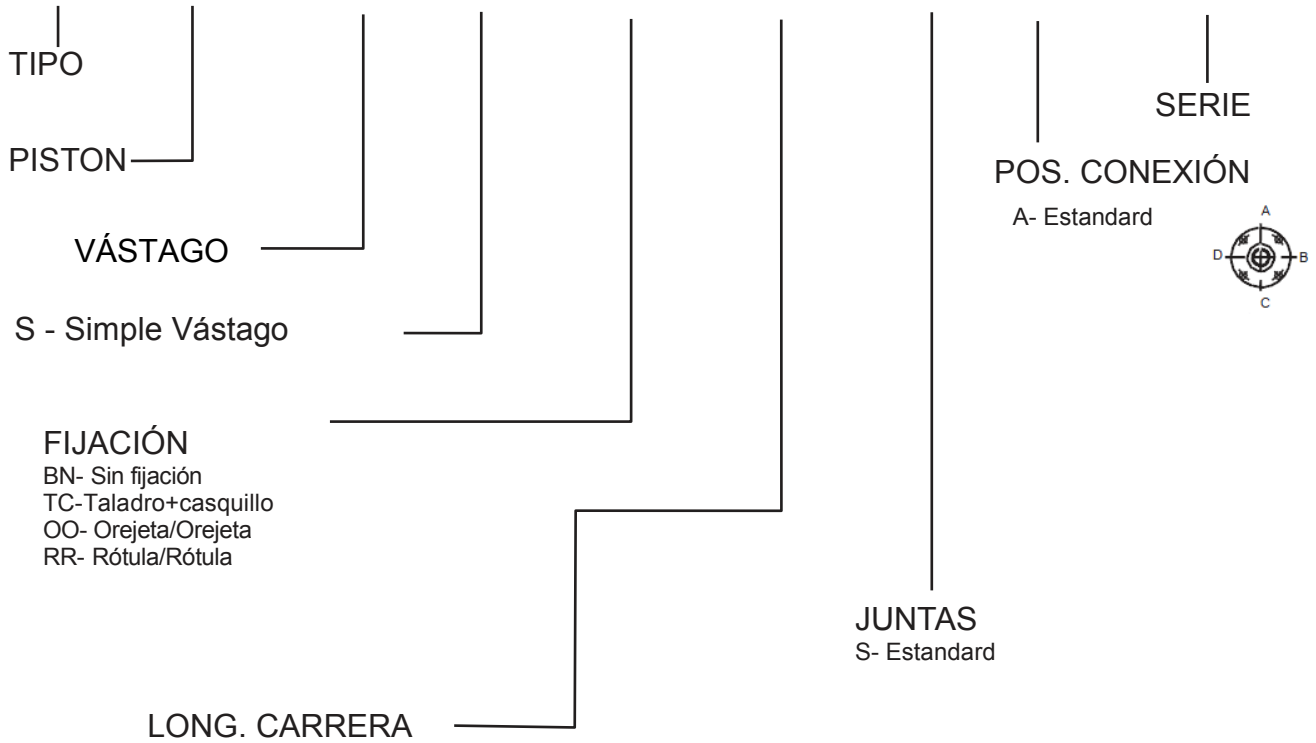 TIPO
SERIE
PISTON
POS. CONEXIÓN
A- Estandard
A
D
B
C
VÁSTAGO
S - Simple Vástago
FIJACIÓN
BN- Sin fijación
TC-Taladro+casquillo
OO- Orejeta/Orejeta
RR- Rótula/Rótula
JUNTAS
S- Estandard
LONG. CARRERA